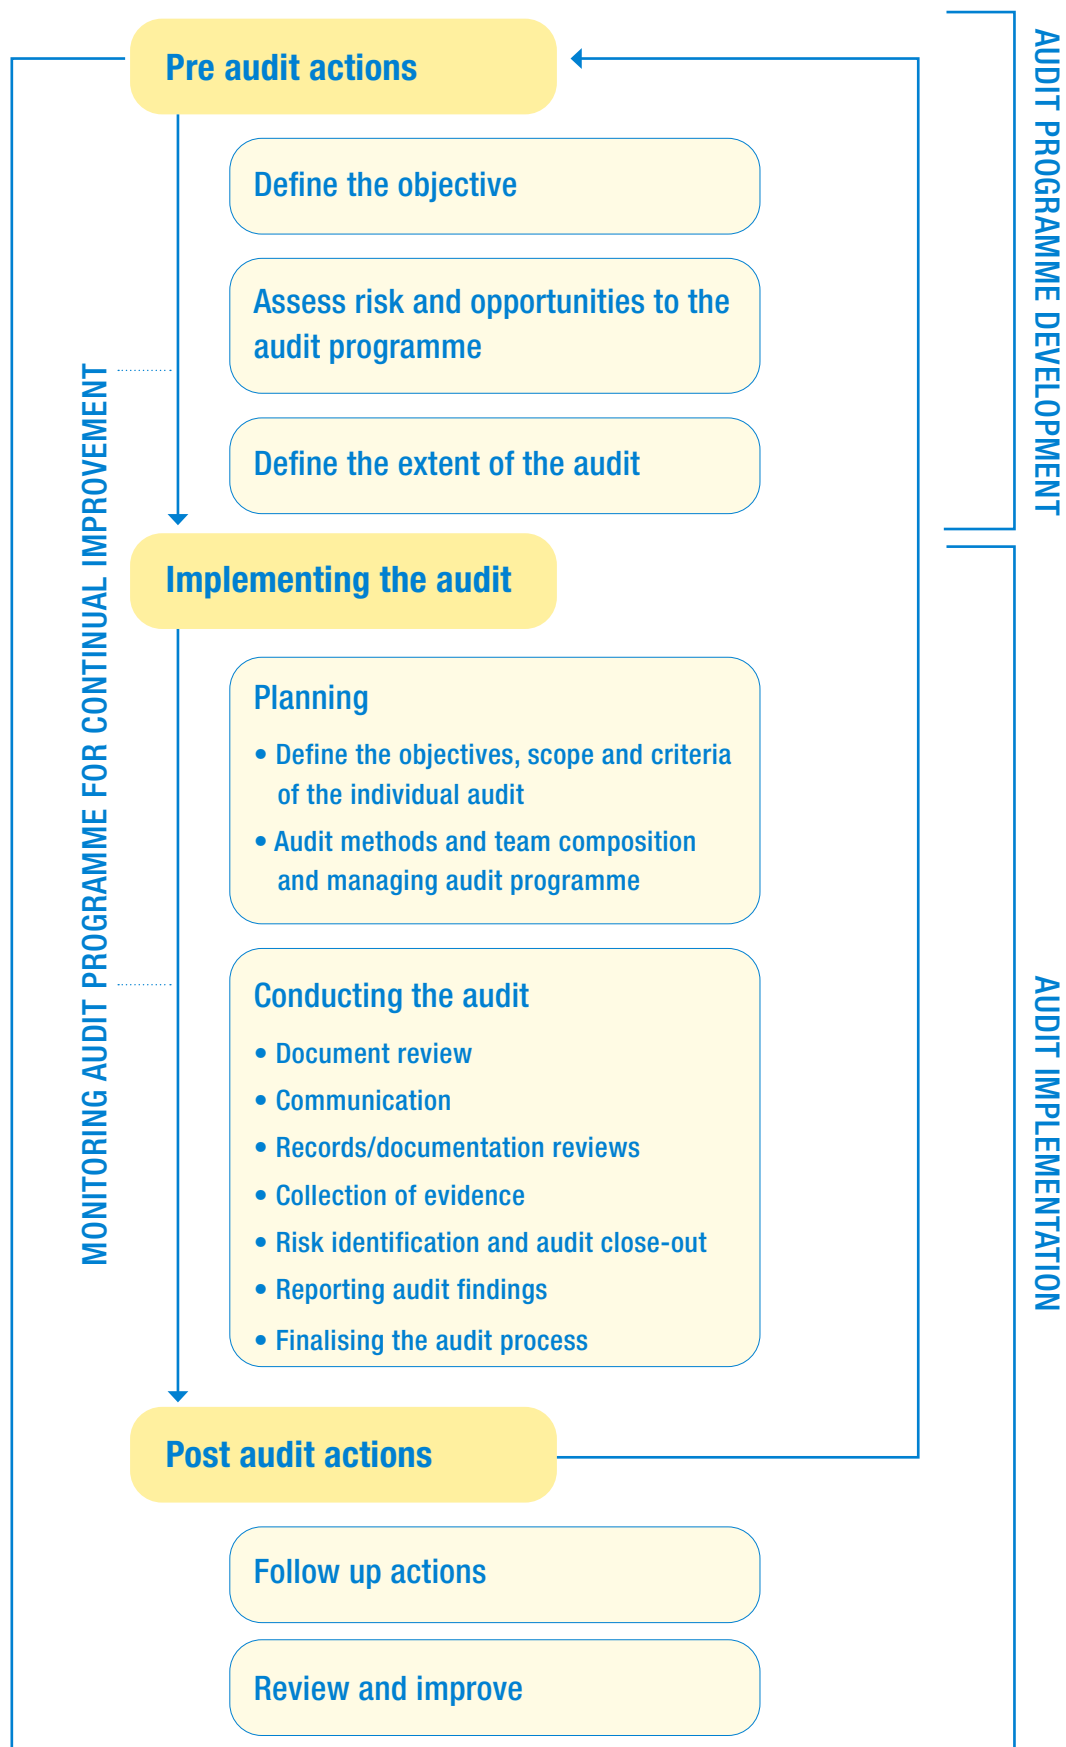 Pre audit actions
Define the objective
Assess risk and opportunities to the
audit programme
Define the extent of the audit
Implementing the audit
Planning
• Define the objectives, scope and criteria
of the individual audit
• Audit methods and team composition
and managing audit programme
Conducting the audit
• Document review
• Communication
• Records/documentation reviews
• Collection of evidence
• Risk identification and audit close-out
• Reporting audit findings
• Finalising the audit process
Post audit actions
Follow up actions
Review and improve
MONITORING AUDIT PROGRAMME FOR CONTINUAL IMPROVEMENT
AUDIT PROGRAMME DEVELOPMENT
AUDIT IMPLEMENTATION